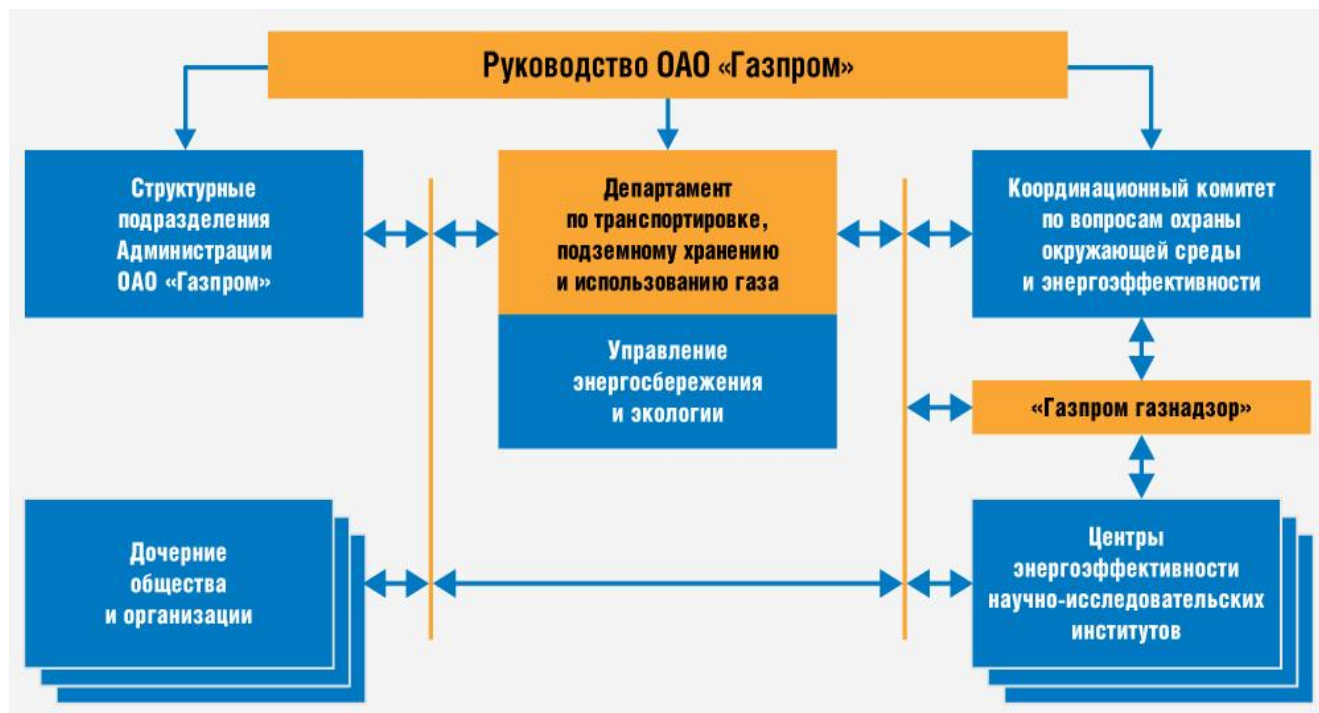 Руководство ОАО «Газпром»
Структурные
подразделения
Администрации
ОАО «Газпром»
Департамент
по транспортировке,
подземному хранению
и использованию газа
Координационный комитет
по вопросам охраны
окружающей среды
и энергоэффективности
Управление
энергосбережения
и экологии
«Газпром газнадзор»
Дочерние
общества
и организации
Центры
энергоэффективности
научно-исследовательских
институтов